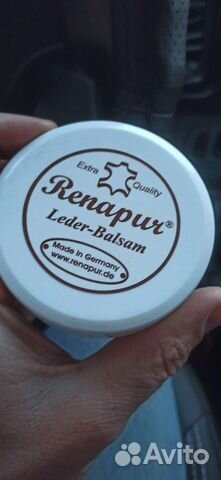 Extra Quality
Renapur®
Leder-Balsam
Made in Germany
www.renapur.de
Avito